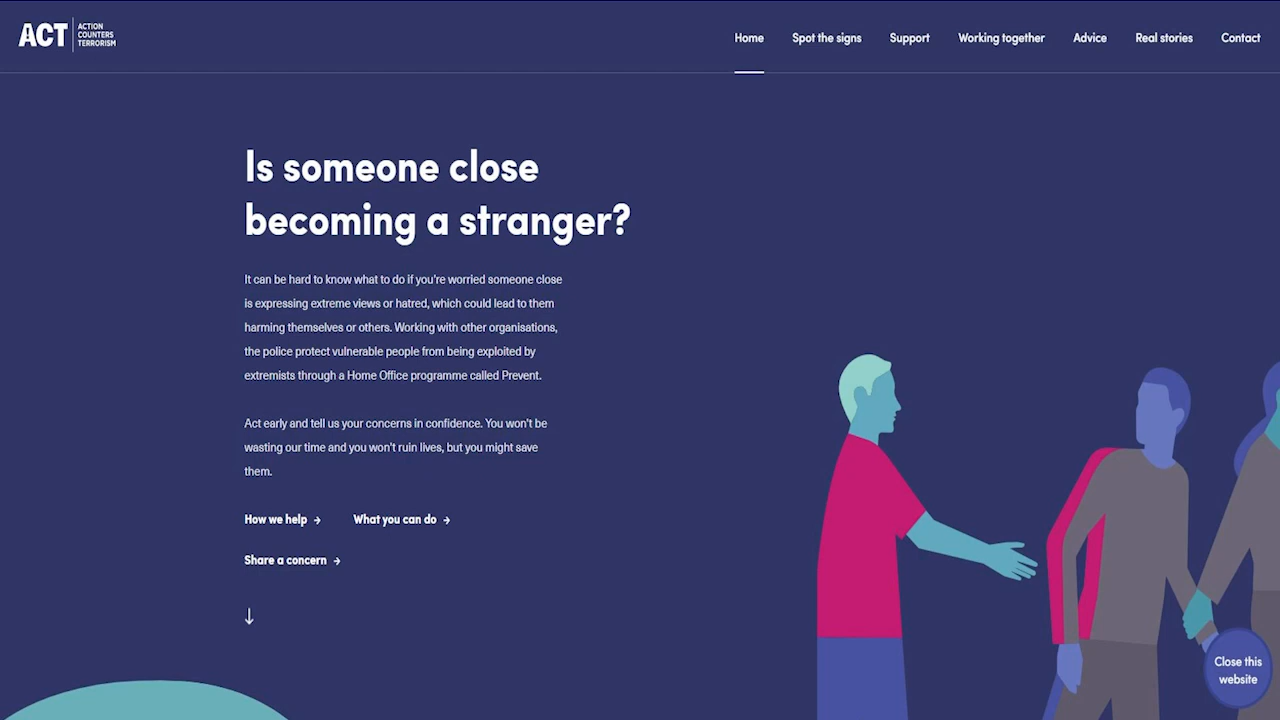 ACT
ACTION
COUNTERS
TERRORISM
Home
Spot the signs
Support
Working together
Advice
Real stories
Contact
Is someone close
becoming a stranger?
It can be hard to know what to do if you're worried someone close
is expressing extreme views or hatred, which could lead to them
harming themselves or others. Working with other organisations,
the police protect vulnerable people from being exploited by
extremists through a Home Office programme called Prevent.
Act early and tell us your concerns in confidence. You won't be
wasting our time and you won't ruin lives, but you might save
them.
How we help →
What you can do →
Share a concern →
Close this
website